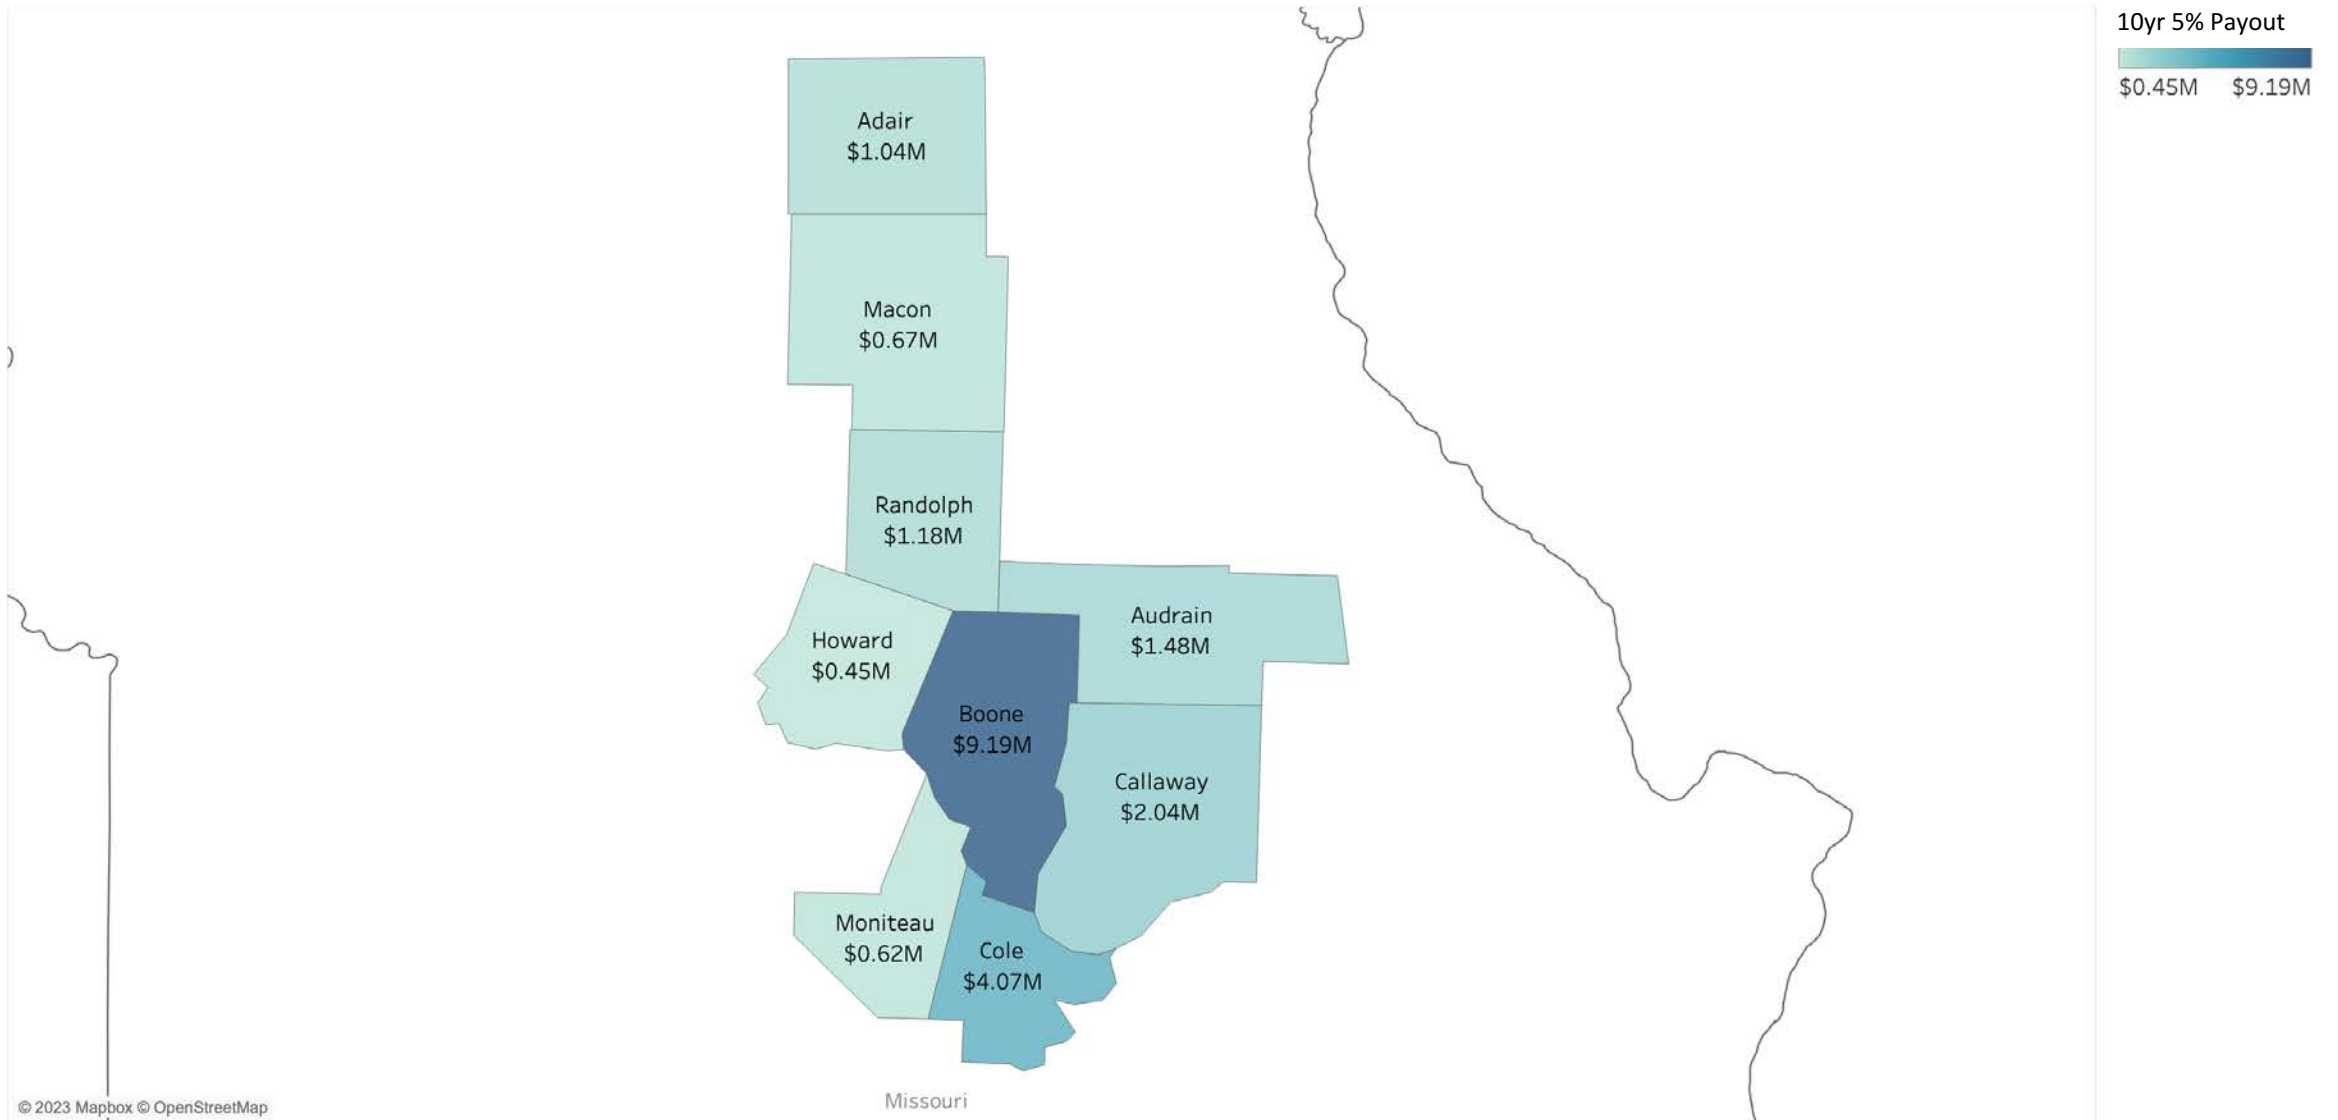 10yr 5% Payout
$0.45M $9.19M
Adair
$1.04M
Macon
$0.67M
Randolph
$1.18M
Audrain
$1.48M
Howard
$0.45M
Boone
$9.19M
Callaway
$2.04M
Moniteau
$0.62M
Cole
$4.07M
Missouri
© 2023 Mapbox © OpenStreetMap